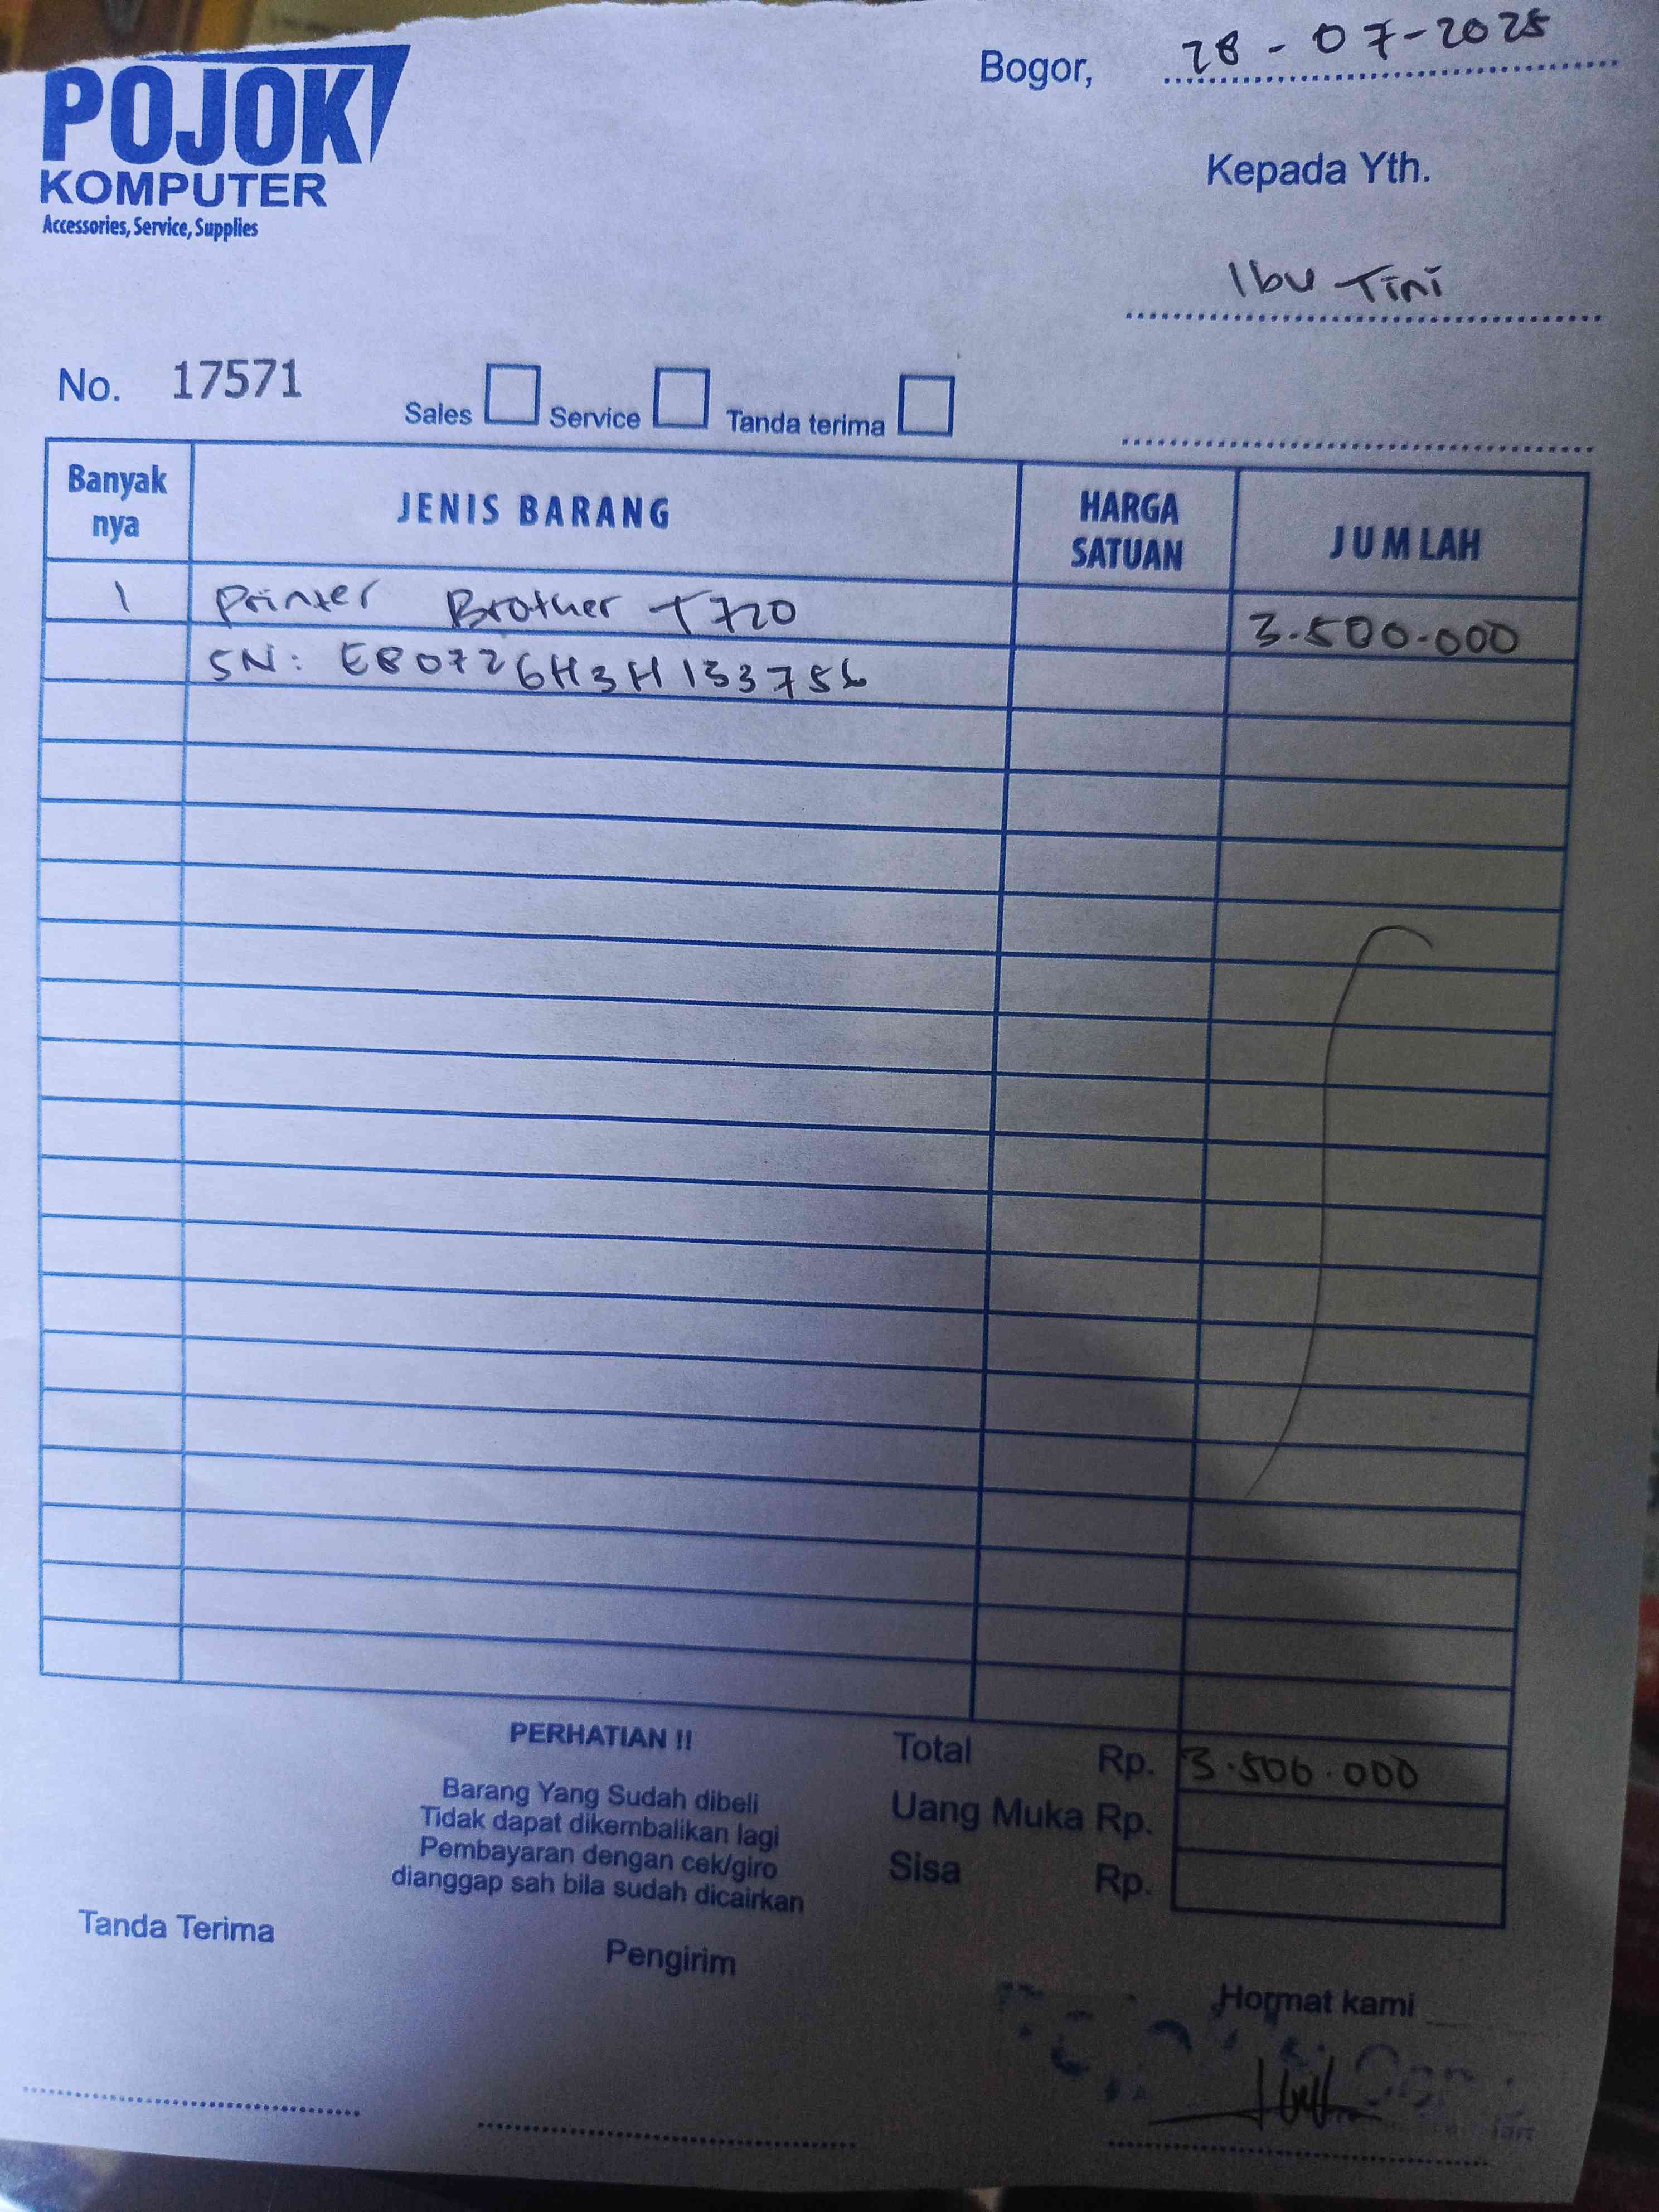 POJOK
KOMPUTER
Accessories, Service, Supplies
Bogor, 28-07-2025
Kepada Yth.
Ibu Tini
No. 17571
Sales Service Tanda terima
Banyak nya JENIS BARANG HARGA SATUAN JUMLAH
1 Printer Brother T720 3.500.000
SN: E80726H3H133756
PERHATIAN !!
Barang Yang Sudah dibeli
Tidak dapat dikembalikan lagi
Pembayaran dengan cek/giro
dianggap sah bila sudah dicairkan
Total Rp. 3.500.000
Uang Muka Rp.
Sisa Rp.
Tanda Terima
Pengirim
Hormat kami